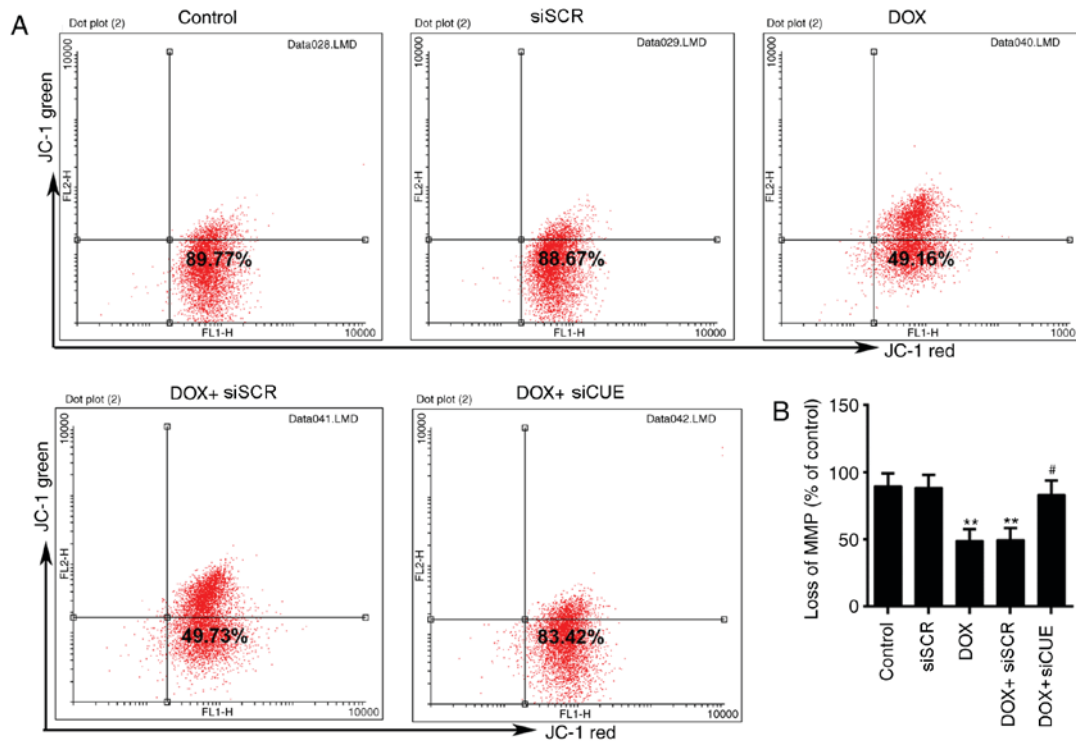 A
Control
siSCR
DOX
Dot plot (2)
Data028.LMD
10000
FL2-H
89.77%
FL1-H
10000
Dot plot (2)
Data029.LMD
10000
FL2-H
88.67%
FL1-H
10000
Dot plot (2)
Data040.LMD
10000
FL2-H
49.16%
FL1-H
1000
JC-1 green
JC-1 red
DOX+ siSCR
DOX+ siCUE
Dot plot (2)
Data041.LMD
10000
FL2-H
49.73%
FL1-H
10000
Dot plot (2)
Data042.LMD
10000
FL2-H
83.42%
FL1-H
10000
JC-1 green
JC-1 red
B
Loss of MMP (% of control)
150
100
50
0
**
**
#
Control
siSCR
DOX
DOX+ siSCR
DOX+ siCUE